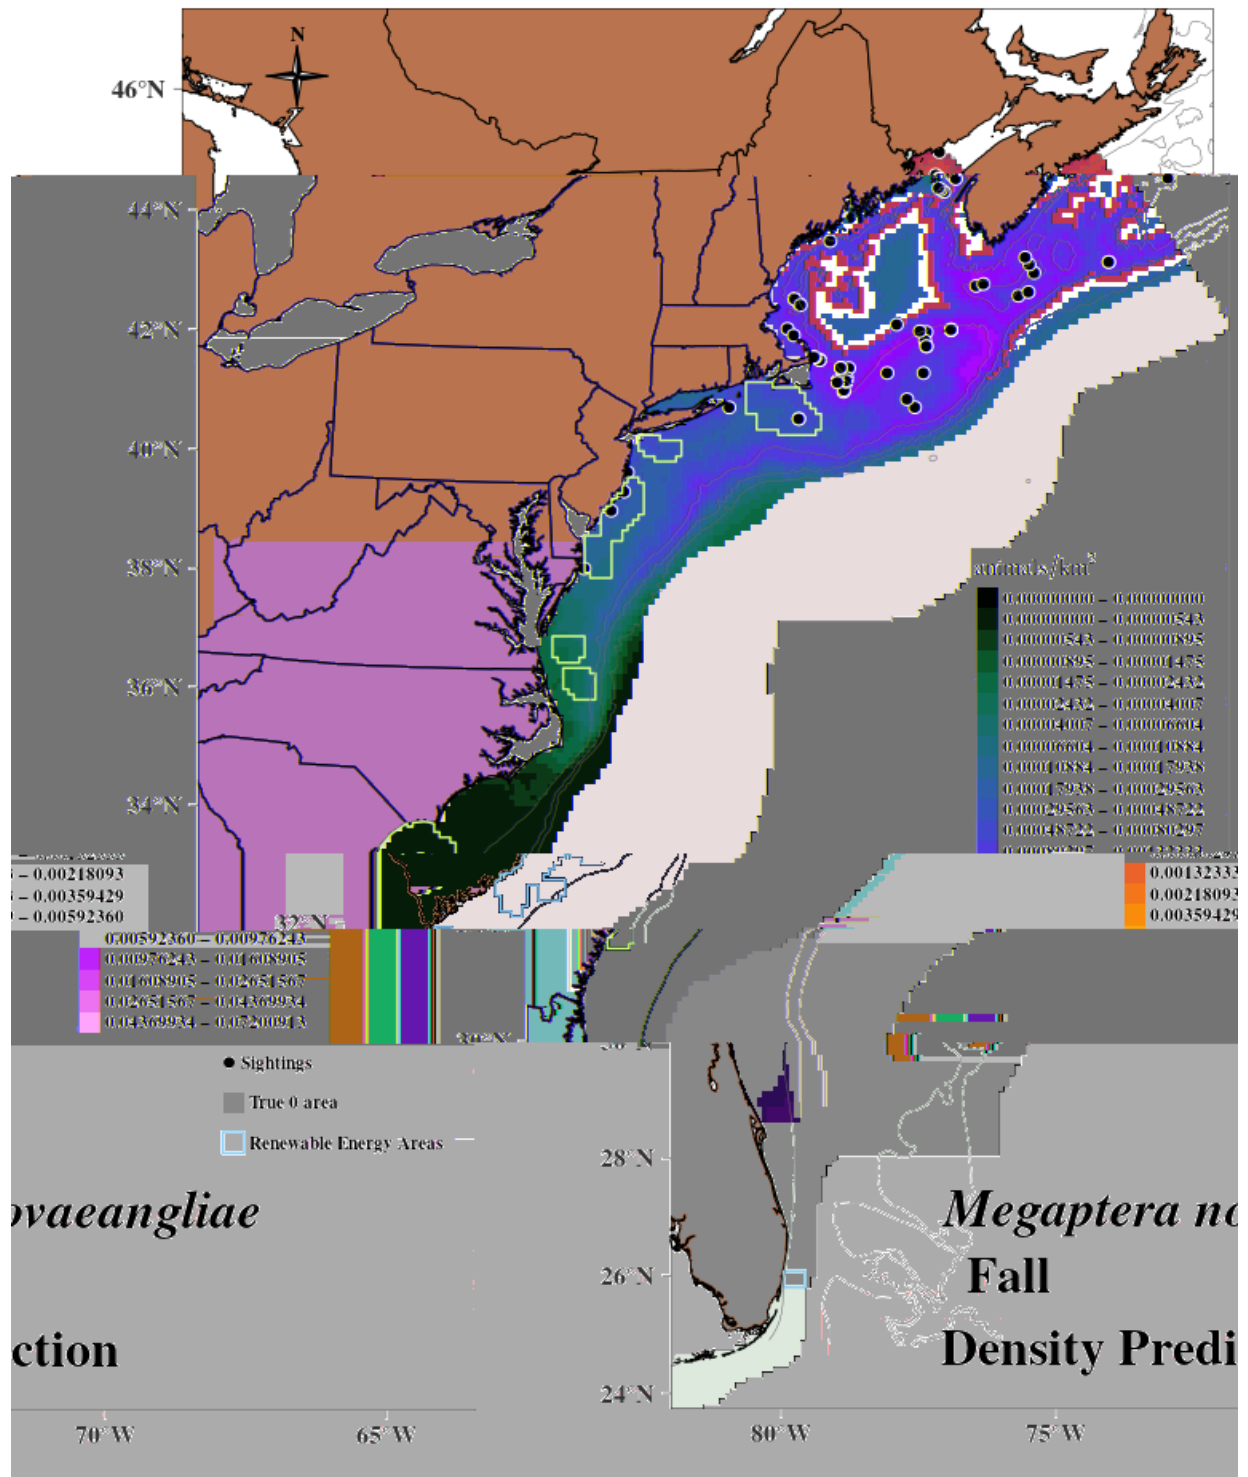 N
46°N
44°N
42°N
40°N
38°N
36°N
34°N
32°N
animals/km²
0.00000000 – 0.00000000
0.00000000 – 0.00000543
0.00000543 – 0.00000895
0.00000895 – 0.00001475
0.00001475 – 0.00002432
0.00002432 – 0.00004007
0.00004007 – 0.00006604
0.00006604 – 0.00010884
0.00010884 – 0.00017938
0.00017938 – 0.00029563
0.00029563 – 0.00048722
0.00048722 – 0.00080297
– 0.00218093
– 0.00359429
– 0.00592360
0.00132333
0.00218093
0.00359429
0.00592360 – 0.00976243
0.00976243 – 0.01608905
0.01608905 – 0.02651567
0.02651567 – 0.04369934
0.04369934 – 0.07200913
Sightings
True 0 area
Renewable Energy Areas
28°N
26°N
24°N
ovaeangliae
Megaptera no
Fall
ction
Density Predi
70°W
65°W
80°W
75°W